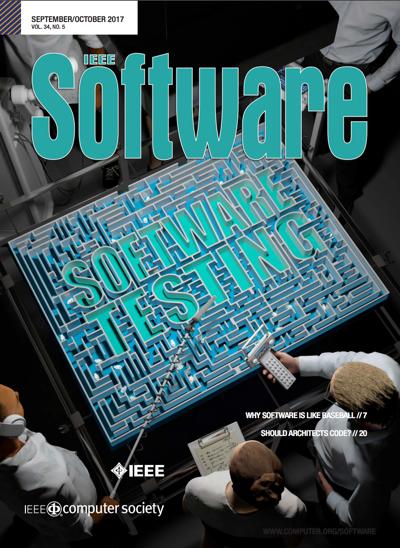 SEPTEMBER/OCTOBER 2017
VOL. 34, NO. 5
IEEE
Software
SOFTWARE
TESTING
WHY SOFTWARE IS LIKE BASEBALL // 7
SHOULD ARCHITECTS CODE? // 20
IEEE
IEEE computer society
WWW.COMPUTER.ORG/SOFTWARE